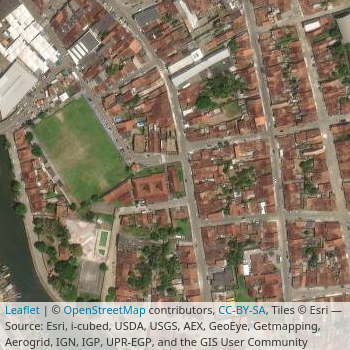 Leaflet | © OpenStreetMap contributors, CC-BY-SA, Tiles © Esri —
Source: Esri, i-cubed, USDA, USGS, AEX, GeoEye, Getmapping,
Aerogrid, IGN, IGP, UPR-EGP, and the GIS User Community